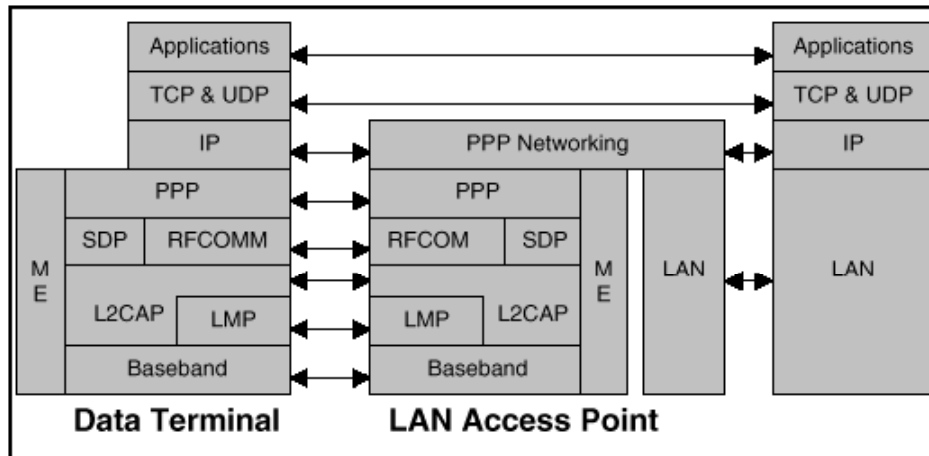 Applications
TCP & UDP
IP
PPP
SDP
RFCOMM
M
E
L2CAP
LMP
Baseband
Data Terminal
PPP Networking
PPP
RFCOM
SDP
LMP
L2CAP
M
E
Baseband
LAN
LAN Access Point
Applications
TCP & UDP
IP
LAN